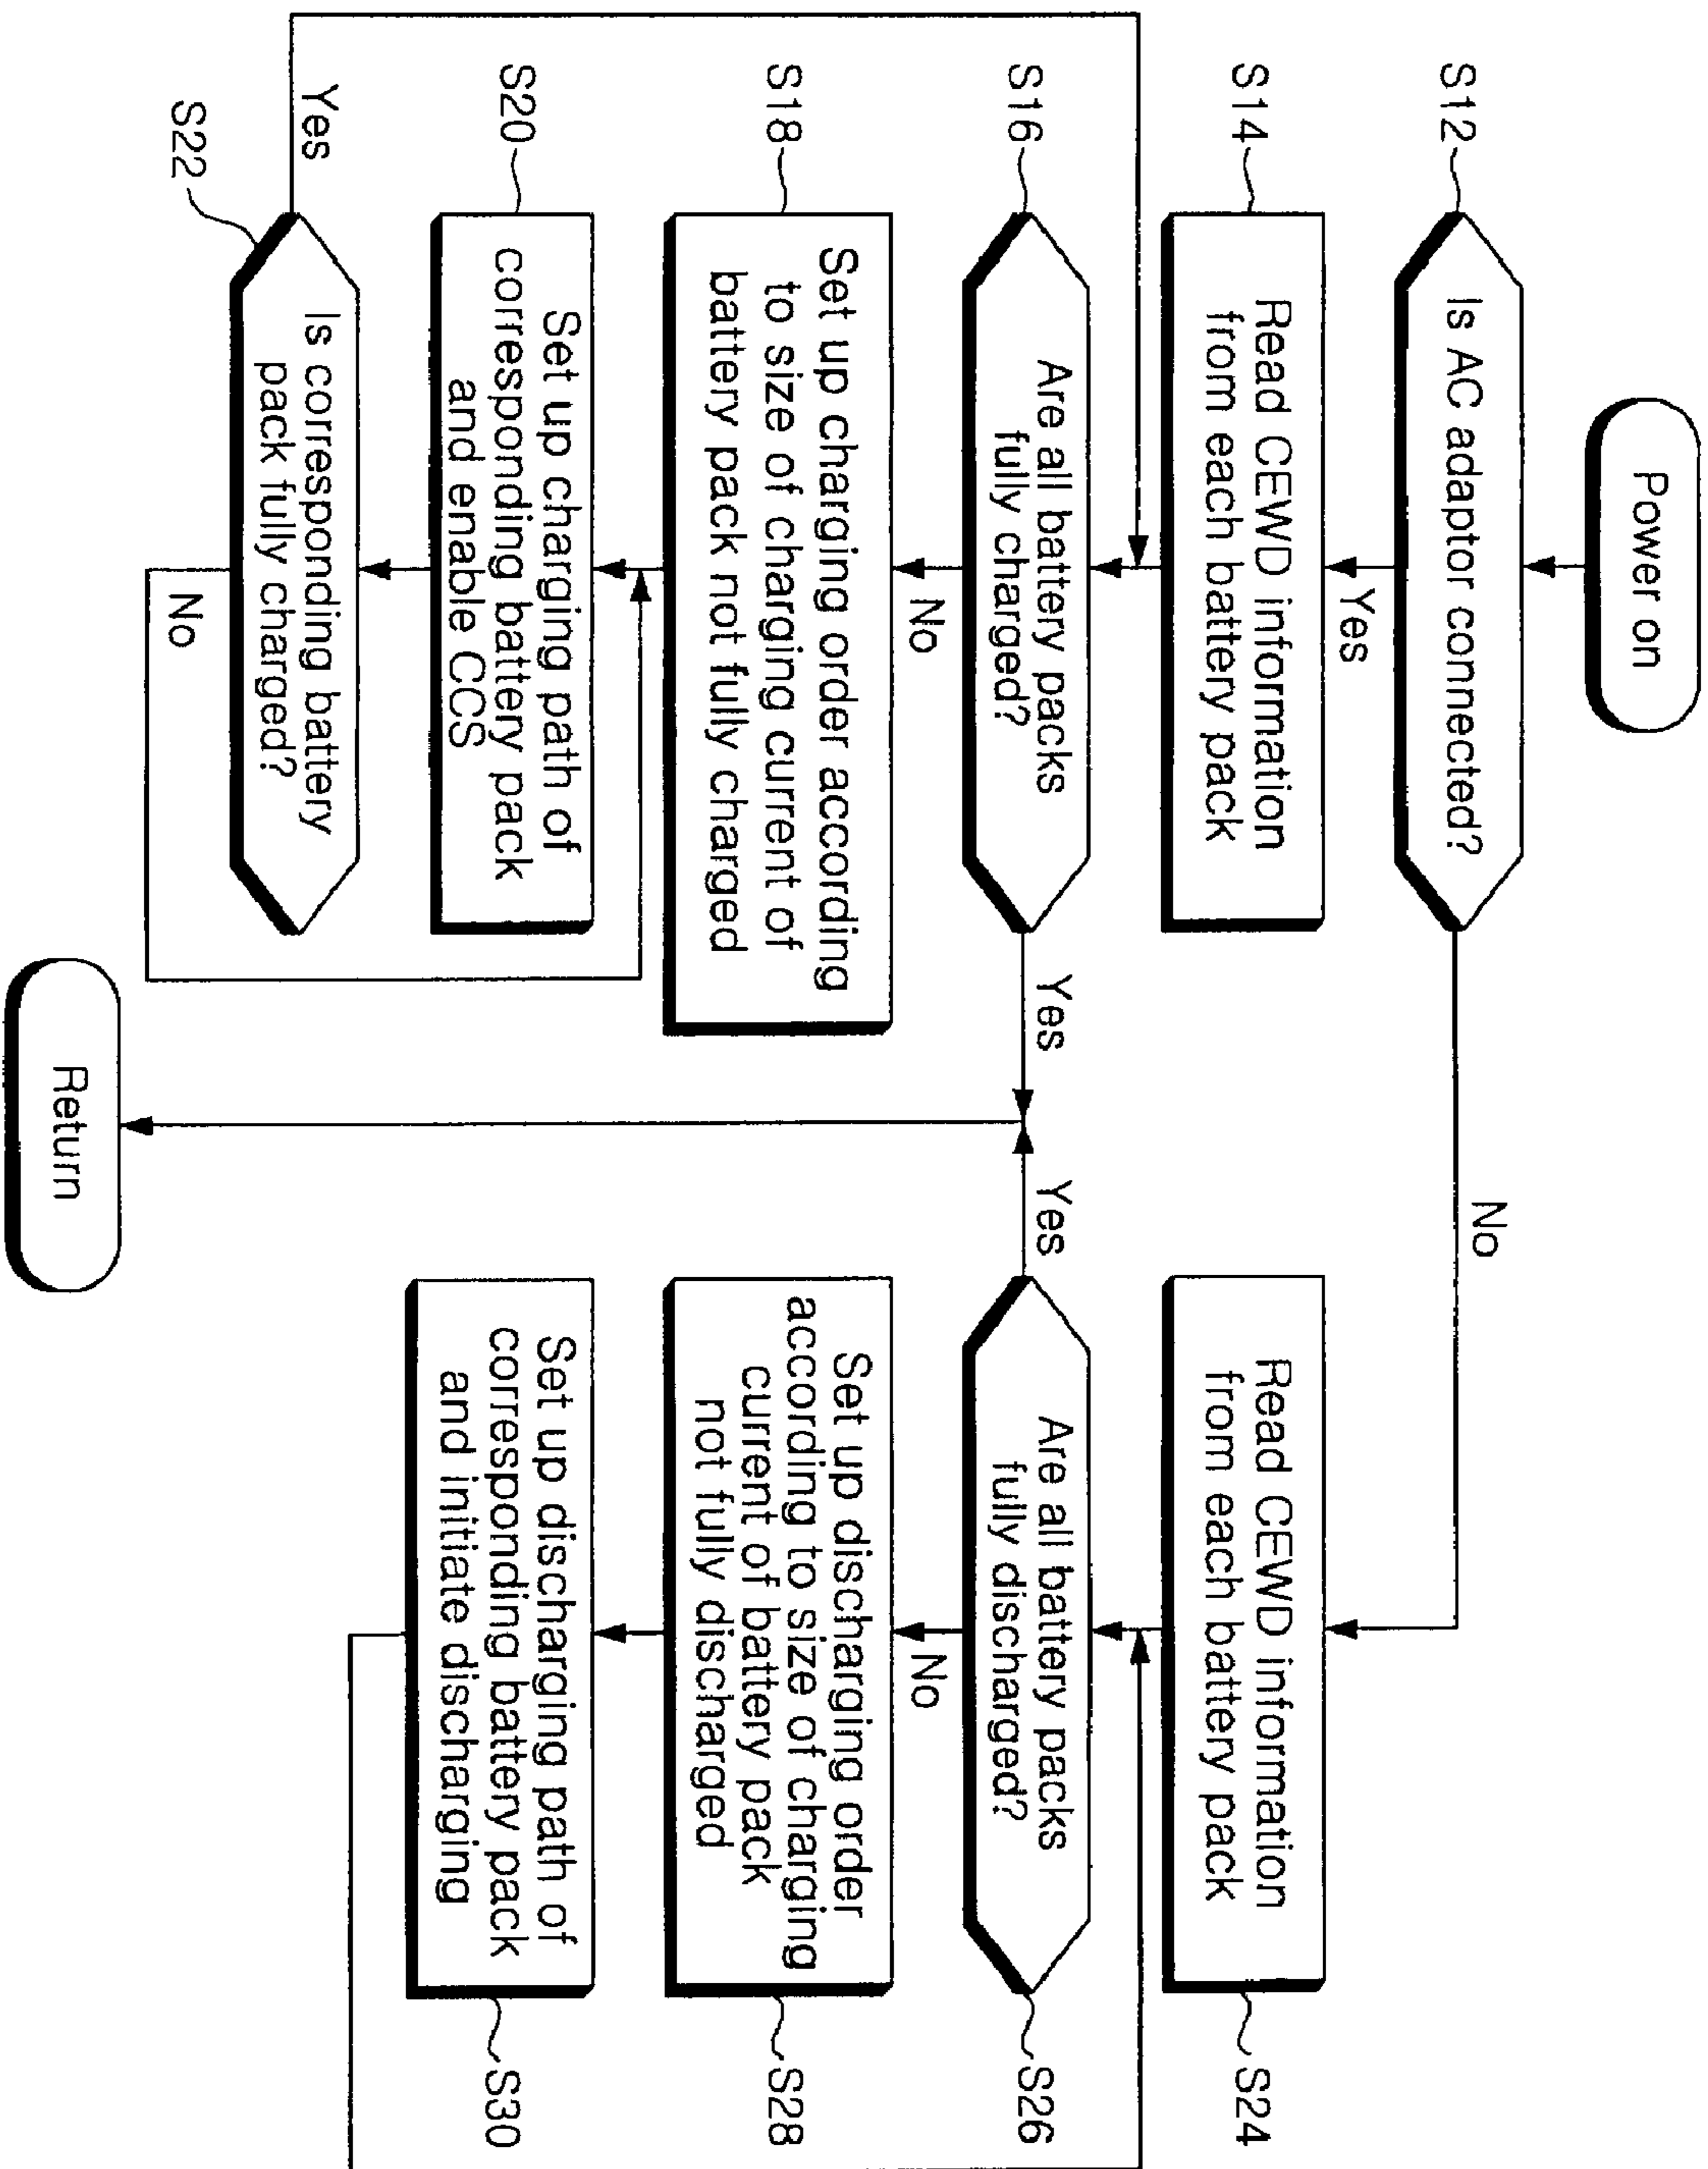 Power on
S12
Is AC adaptor connected?
No
Yes
S14
Read CEWD information
from each battery pack
S16
Are all battery packs
fully charged?
Yes
No
S18
Set up charging order according
to size of charging current of
battery pack not fully charged
S20
Set up charging path of
corresponding battery pack
and enable CCS
Yes
S22
Is corresponding battery
pack fully charged?
No
Read CEWD information
from each battery pack
S24
Yes
Are all battery packs
fully discharged?
S26
No
Set up discharging order
according to size of charging
current of battery pack
not fully discharged
S28
Set up discharging path of
corresponding battery pack
and initiate discharging
S30
Return